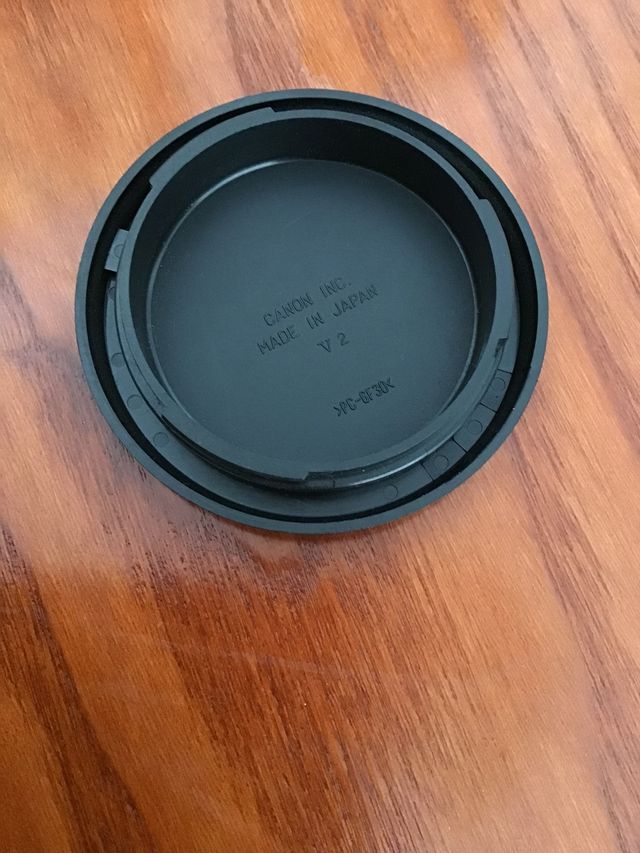 CANON INC.
MADE IN JAPAN
V 2
>PC-GF30<